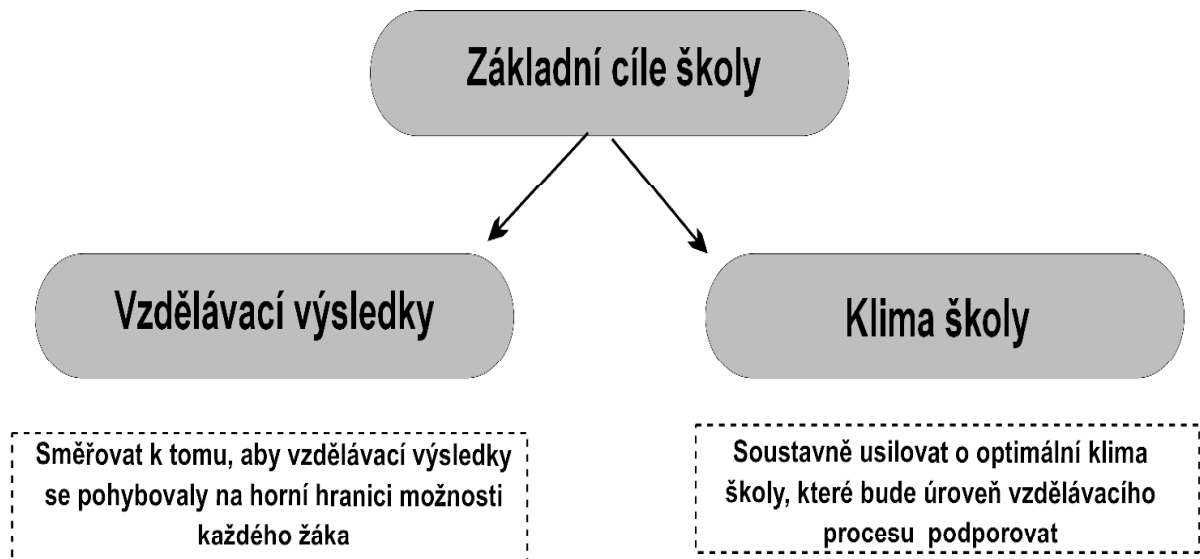 Základní cíle školy
Vzdělávací výsledky
Klima školy
Směřovat k tomu, aby vzdělávací výsledky
se pohybovaly na horní hranici možnosti
každého žáka
Soustavně usilovat o optimální klima
školy, které bude úroveň vzdělávacího
procesu podporovat